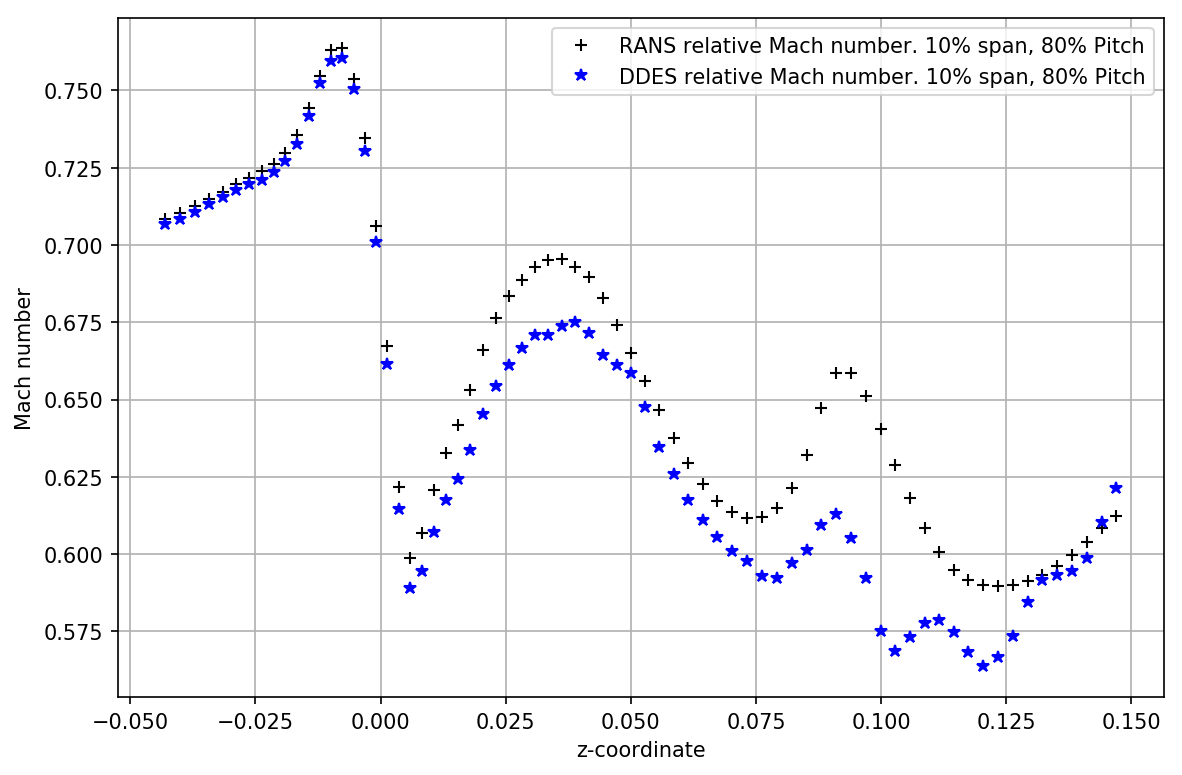 RANS relative Mach number. 10% span, 80% Pitch
DDES relative Mach number. 10% span, 80% Pitch
0.750
0.725
0.700
0.675
0.650
0.625
0.600
0.575
Mach number
−0.050 −0.025 0.000 0.025 0.050 0.075 0.100 0.125 0.150
z-coordinate